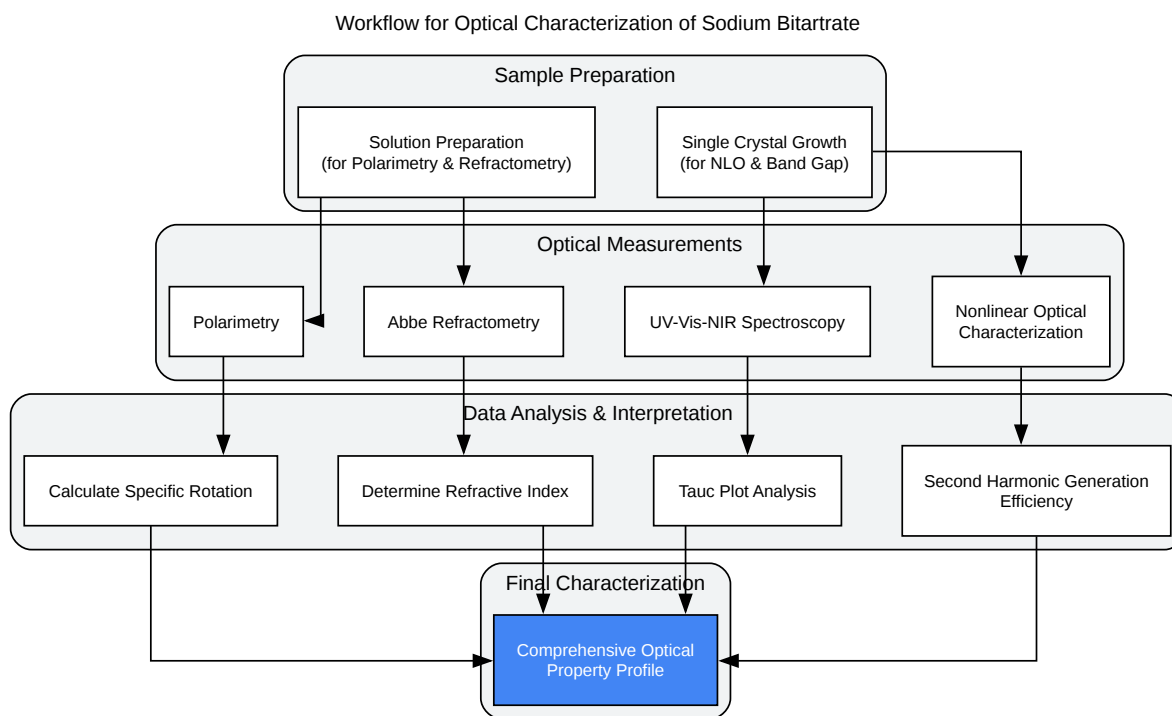 Workflow for Optical Characterization of Sodium Bitartrate
Sample Preparation
Solution Preparation
(for Polarimetry & Refractometry)
Single Crystal Growth
(for NLO & Band Gap)
Optical Measurements
Polarimetry
Abbe Refractometry
UV-Vis-NIR Spectroscopy
Nonlinear Optical
Characterization
Data Analysis & Interpretation
Calculate Specific Rotation
Determine Refractive Index
Tauc Plot Analysis
Second Harmonic Generation
Efficiency
Final Characterization
Comprehensive Optical
Property Profile